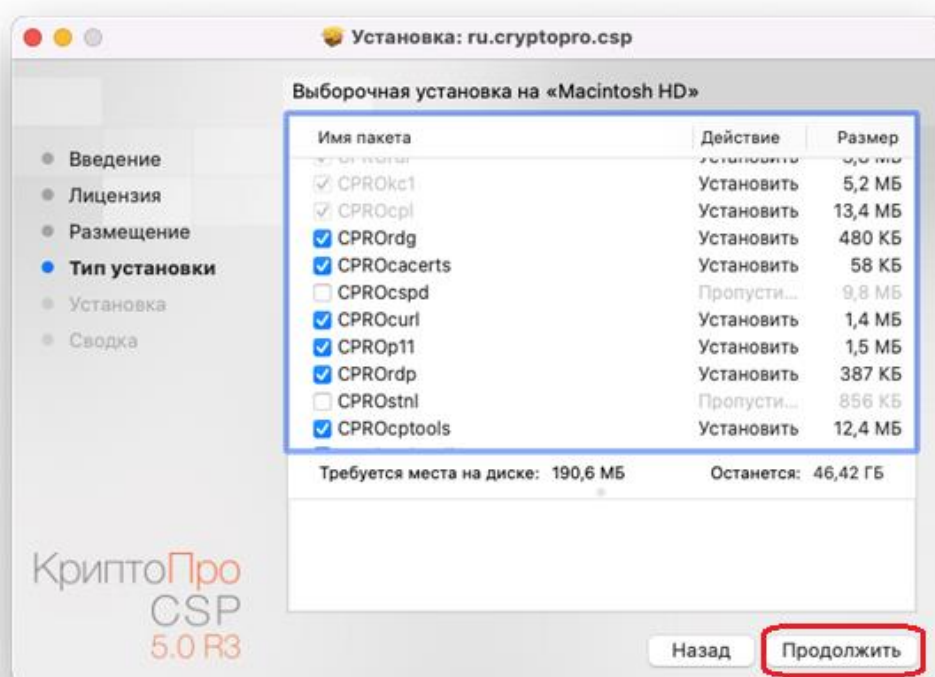 Установка: ru.cryptopro.csp
Выборочная установка на «Macintosh HD»
Введение
Лицензия
Размещение
Тип установки
Установка
Сводка
Имя пакета Действие Размер
CPROkc1 Установить 5,2 МБ
CPROcpl Установить 13,4 МБ
CPROrdg Установить 480 КБ
CPROcacerts Установить 58 КБ
CPROcspd Пропусти... 9,8 МБ
CPROcurl Установить 1,4 МБ
CPROp11 Установить 1,5 МБ
CPROrdp Установить 387 КБ
CPROstnl Пропусти... 856 КБ
CPROcptools Установить 12,4 МБ
Требуется места на диске: 190,6 МБ Останется: 46,42 ГБ
КриптоПро
CSP
5.0 R3
Назад Продолжить